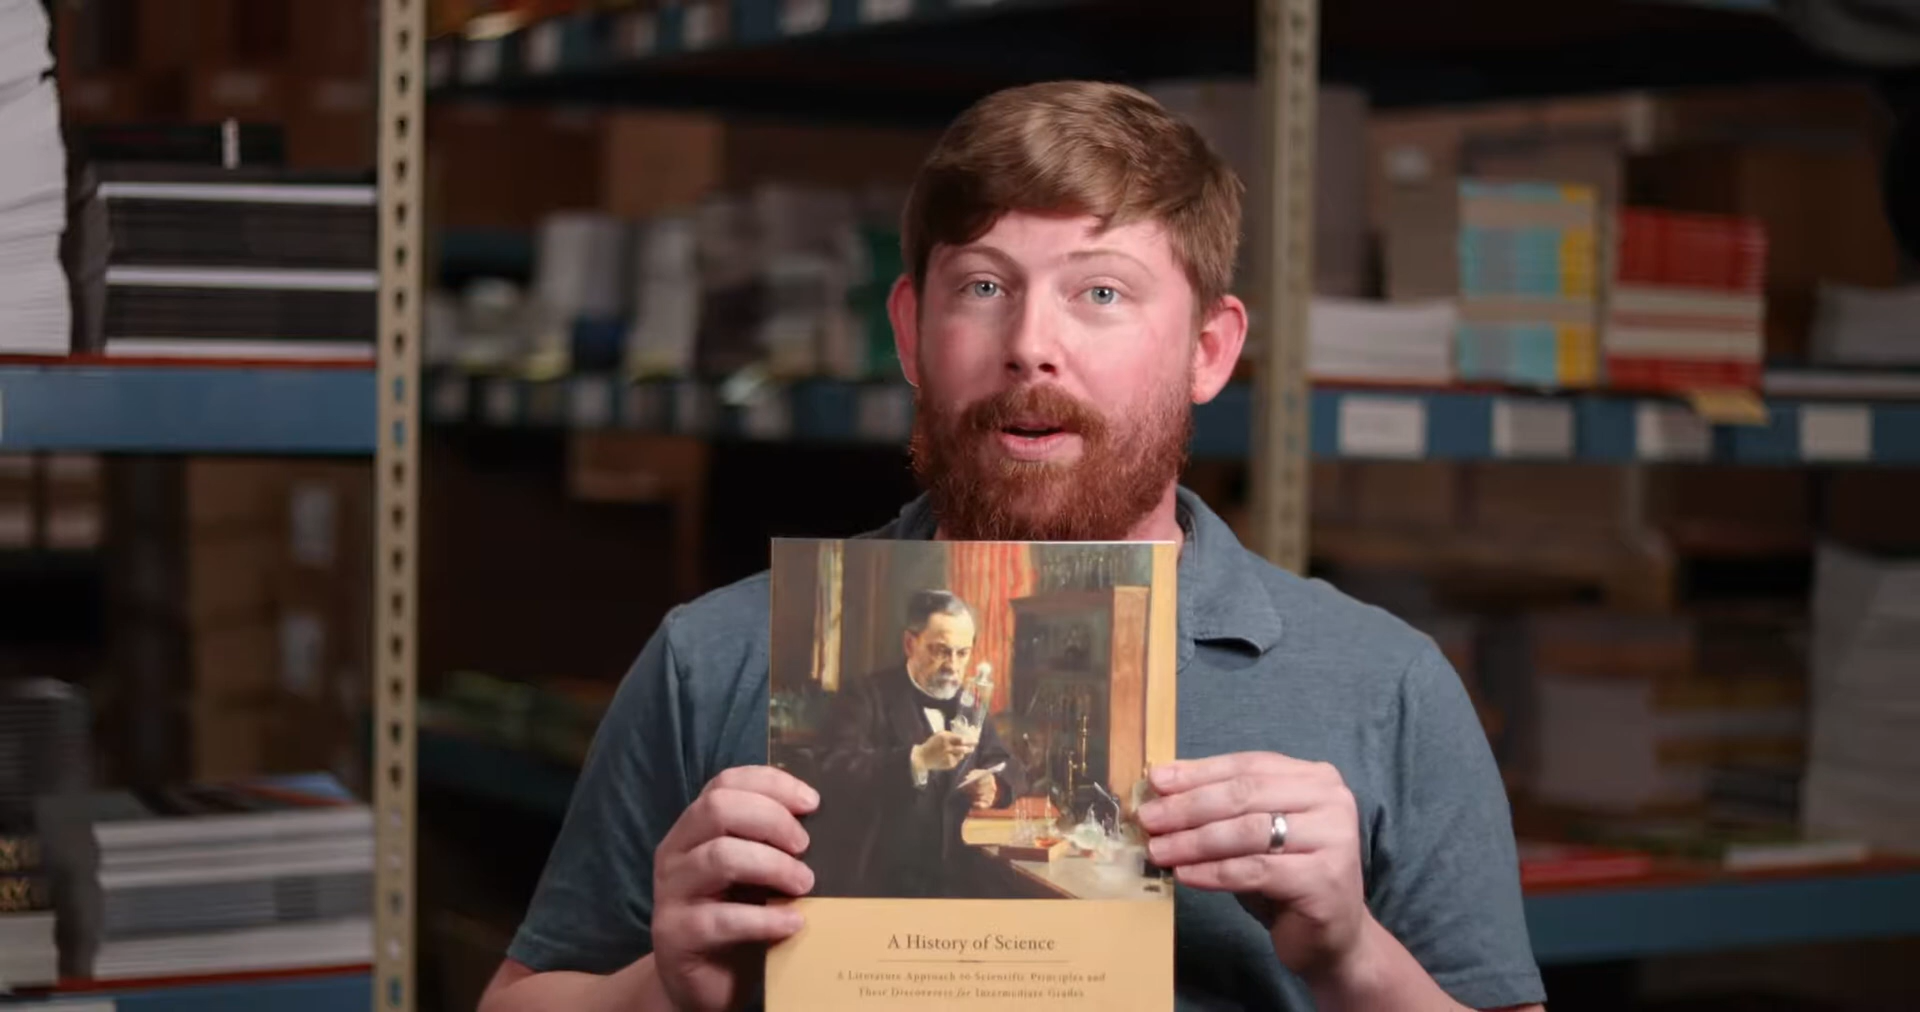 A History of Science
A Literature Approach to Scientific Principles and
Their Discoverers for Intermediate Grades